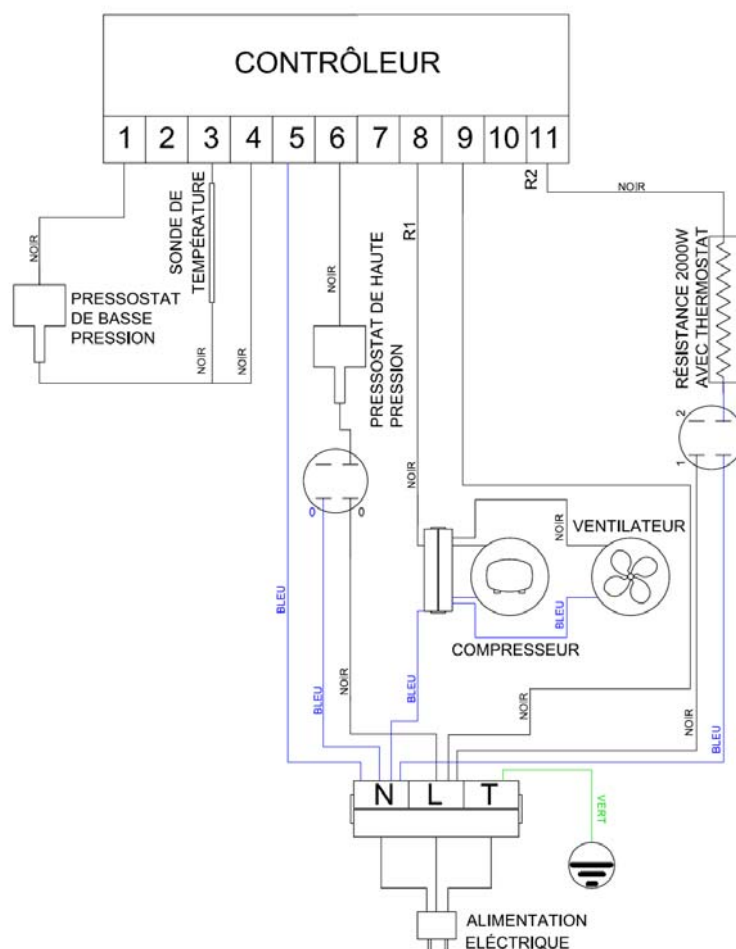 CONTRÔLEUR
1 2 3 4 5 6 7 8 9 10 11
NOIR
PRESSOSTAT
DE BASSE
PRESSION
SONDE DE
TEMPÉRATURE
NOIR
NOIR
NOIR
PRESSOSTAT DE HAUTE
PRESSION
R1
R2
NOIR
RÉSISTANCE 2000W
AVEC THERMOSTAT
2
1
0
0
NOIR
NOIR
VENTILATEUR
BLEU
COMPRESSEUR
BLEU
BLEU
NOIR
BLEU
NOIR
NOIR
BLEU
N L T
VERT
ALIMENTATION
ELÉCTRIQUE